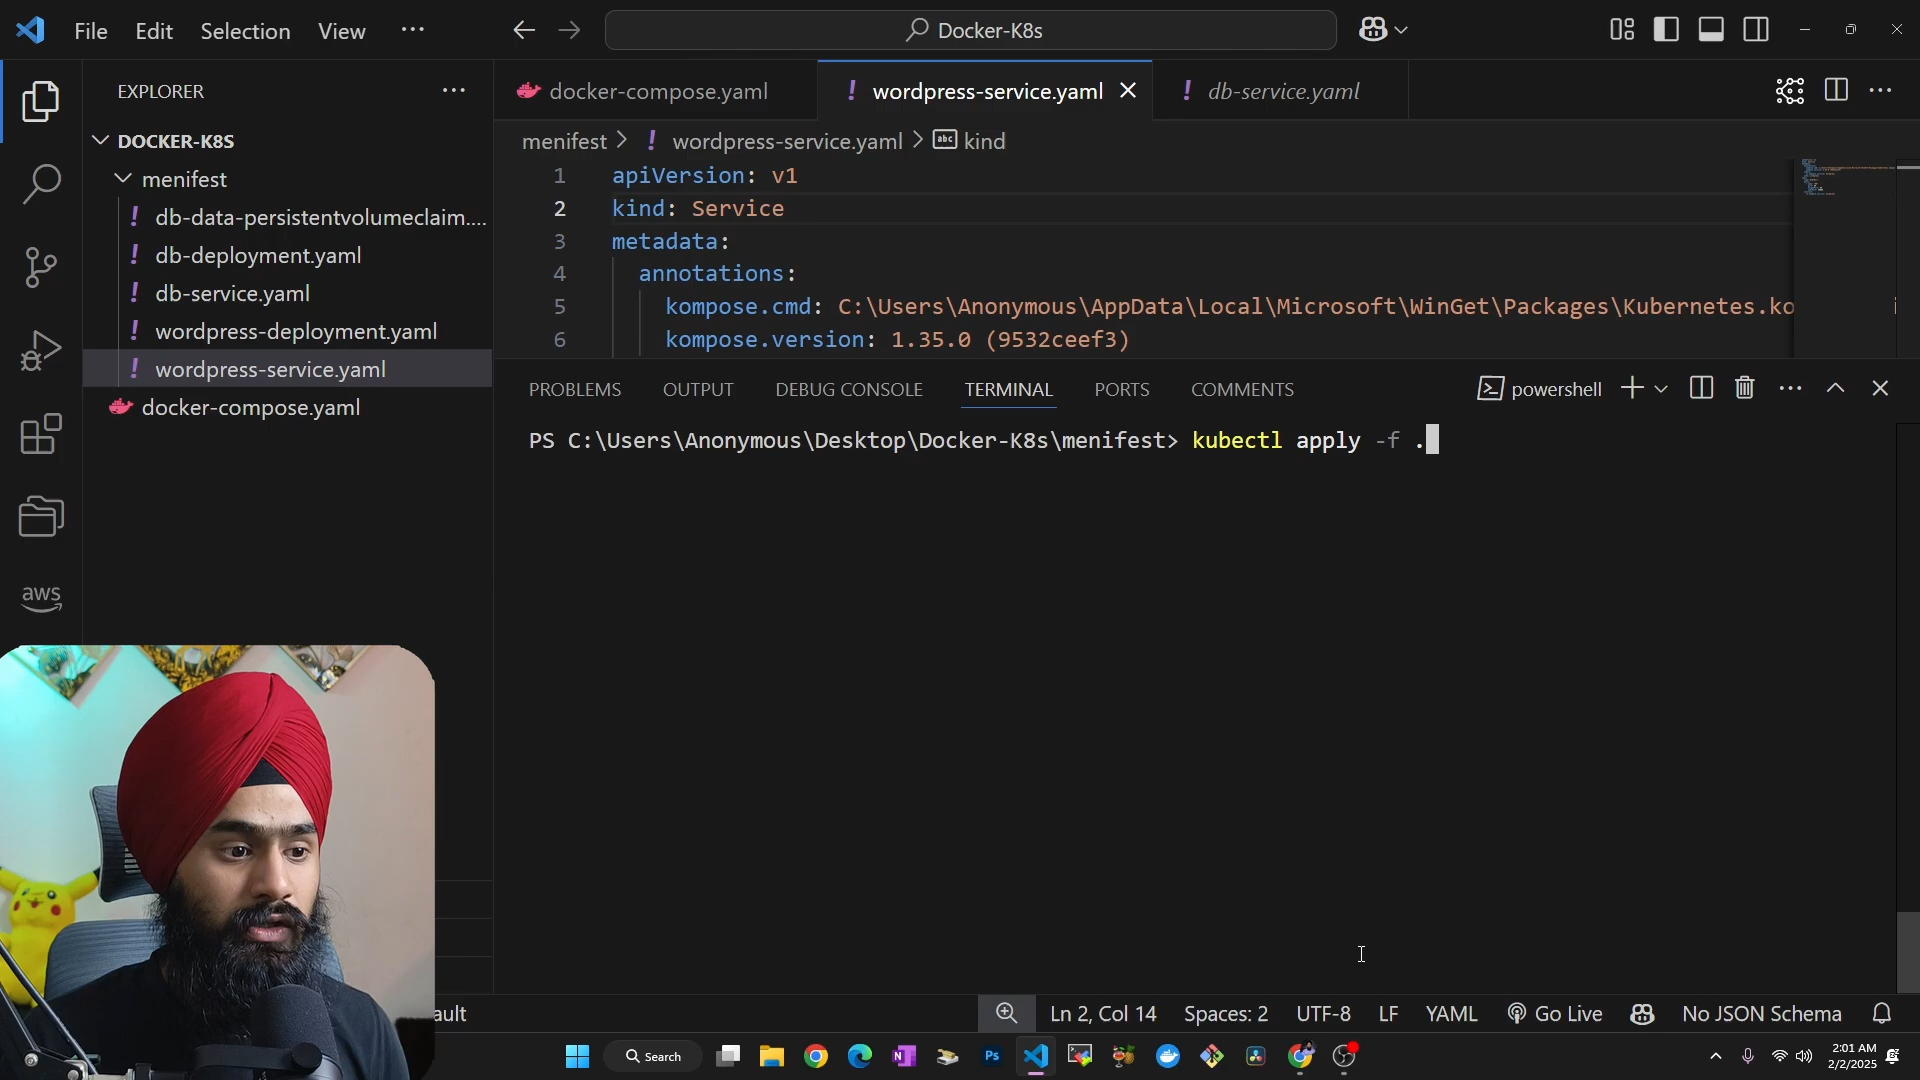 File Edit Selection View ···
Docker-K8s
EXPLORER
DOCKER-K8S
menifest
db-data-persistentvolumeclaim....
db-deployment.yaml
db-service.yaml
wordpress-deployment.yaml
wordpress-service.yaml
docker-compose.yaml
aws
docker-compose.yaml
wordpress-service.yaml
db-service.yaml
menifest > ! wordpress-service.yaml > abc kind
1 apiVersion: v1
2 kind: Service
3 metadata:
4 annotations:
5 kompose.cmd: C:\Users\Anonymous\AppData\Local\Microsoft\WinGet\Packages\Kubernetes.ko
6 kompose.version: 1.35.0 (9532ceef3)
PROBLEMS OUTPUT DEBUG CONSOLE TERMINAL PORTS COMMENTS
powershell
PS C:\Users\Anonymous\Desktop\Docker-K8s\menifest> kubectl apply -f .
ault
Ln 2, Col 14 Spaces: 2 UTF-8 LF YAML Go Live No JSON Schema
Search
Ps
2:01 AM
2/2/2025